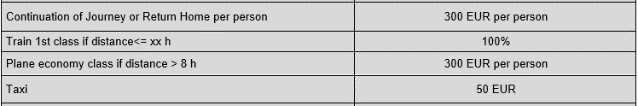 Continuation of Journey or Return Home per person 300 EUR per person
Train 1st class if distance<= xx h 100%
Plane economy class if distance > 8 h 300 EUR per person
Taxi 50 EUR